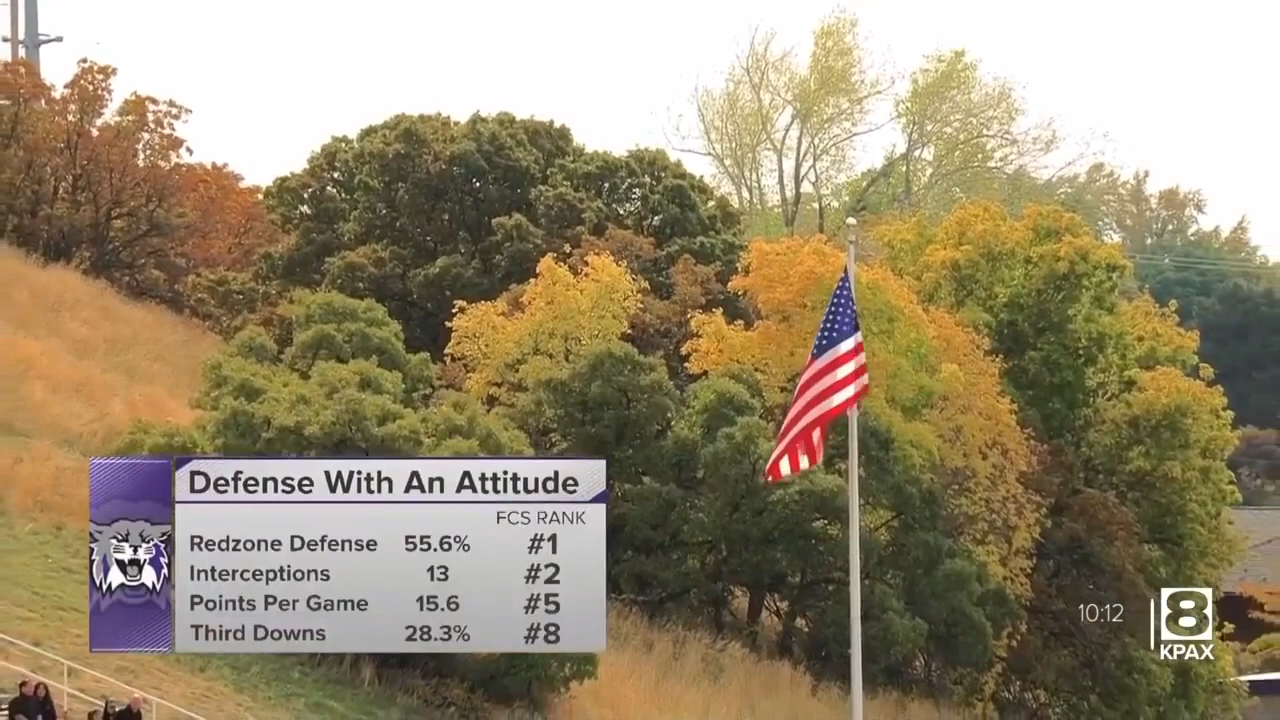 Defense With An Attitude
FCS RANK
Redzone Defense 55.6% #1
Interceptions 13 #2
Points Per Game 15.6 #5
Third Downs 28.3% #8
10:12
8
KPAX